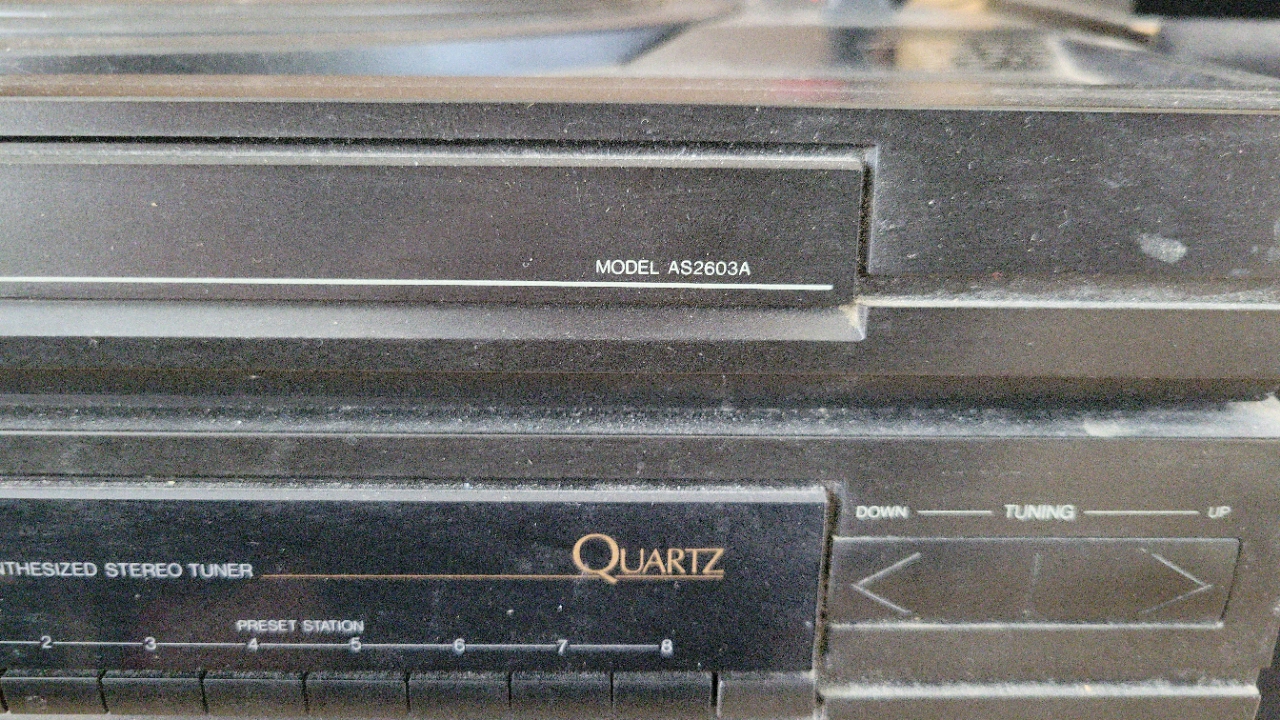 MODEL AS2603A
DOWN TUNING UP
QUARTZ
NTHESIZED STEREO TUNER
PRESET STATION
2 3 4 5 6 7 8